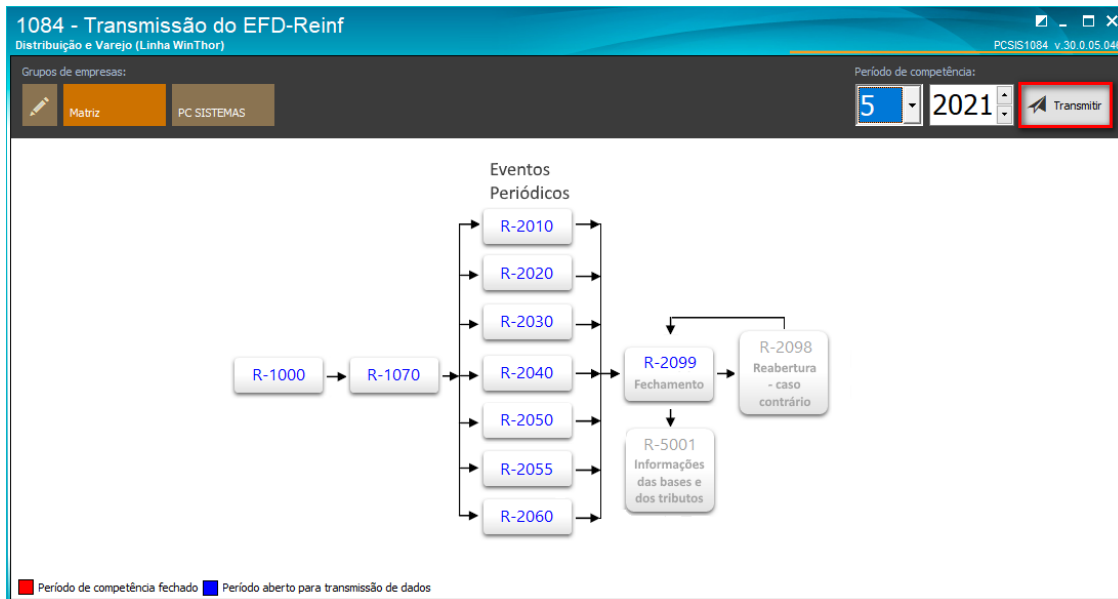 1084 - Transmissão do EFD-Reinf
Distribuição e Varejo (Linha WinThor)
PCSIS1084 v.30.0.05.046
Grupos de empresas:
Matriz
PC SISTEMAS
Período de competência:
5
2021
Transmitir
Eventos
Periódicos
R-2010
R-2020
R-2030
R-1000
R-1070
R-2040
R-2050
R-2055
R-2060
R-2099
Fechamento
R-2098
Reabertura
- caso
contrário
R-5001
Informações
das bases e
dos tributos
Período de competência fechado
Período aberto para transmissão de dados